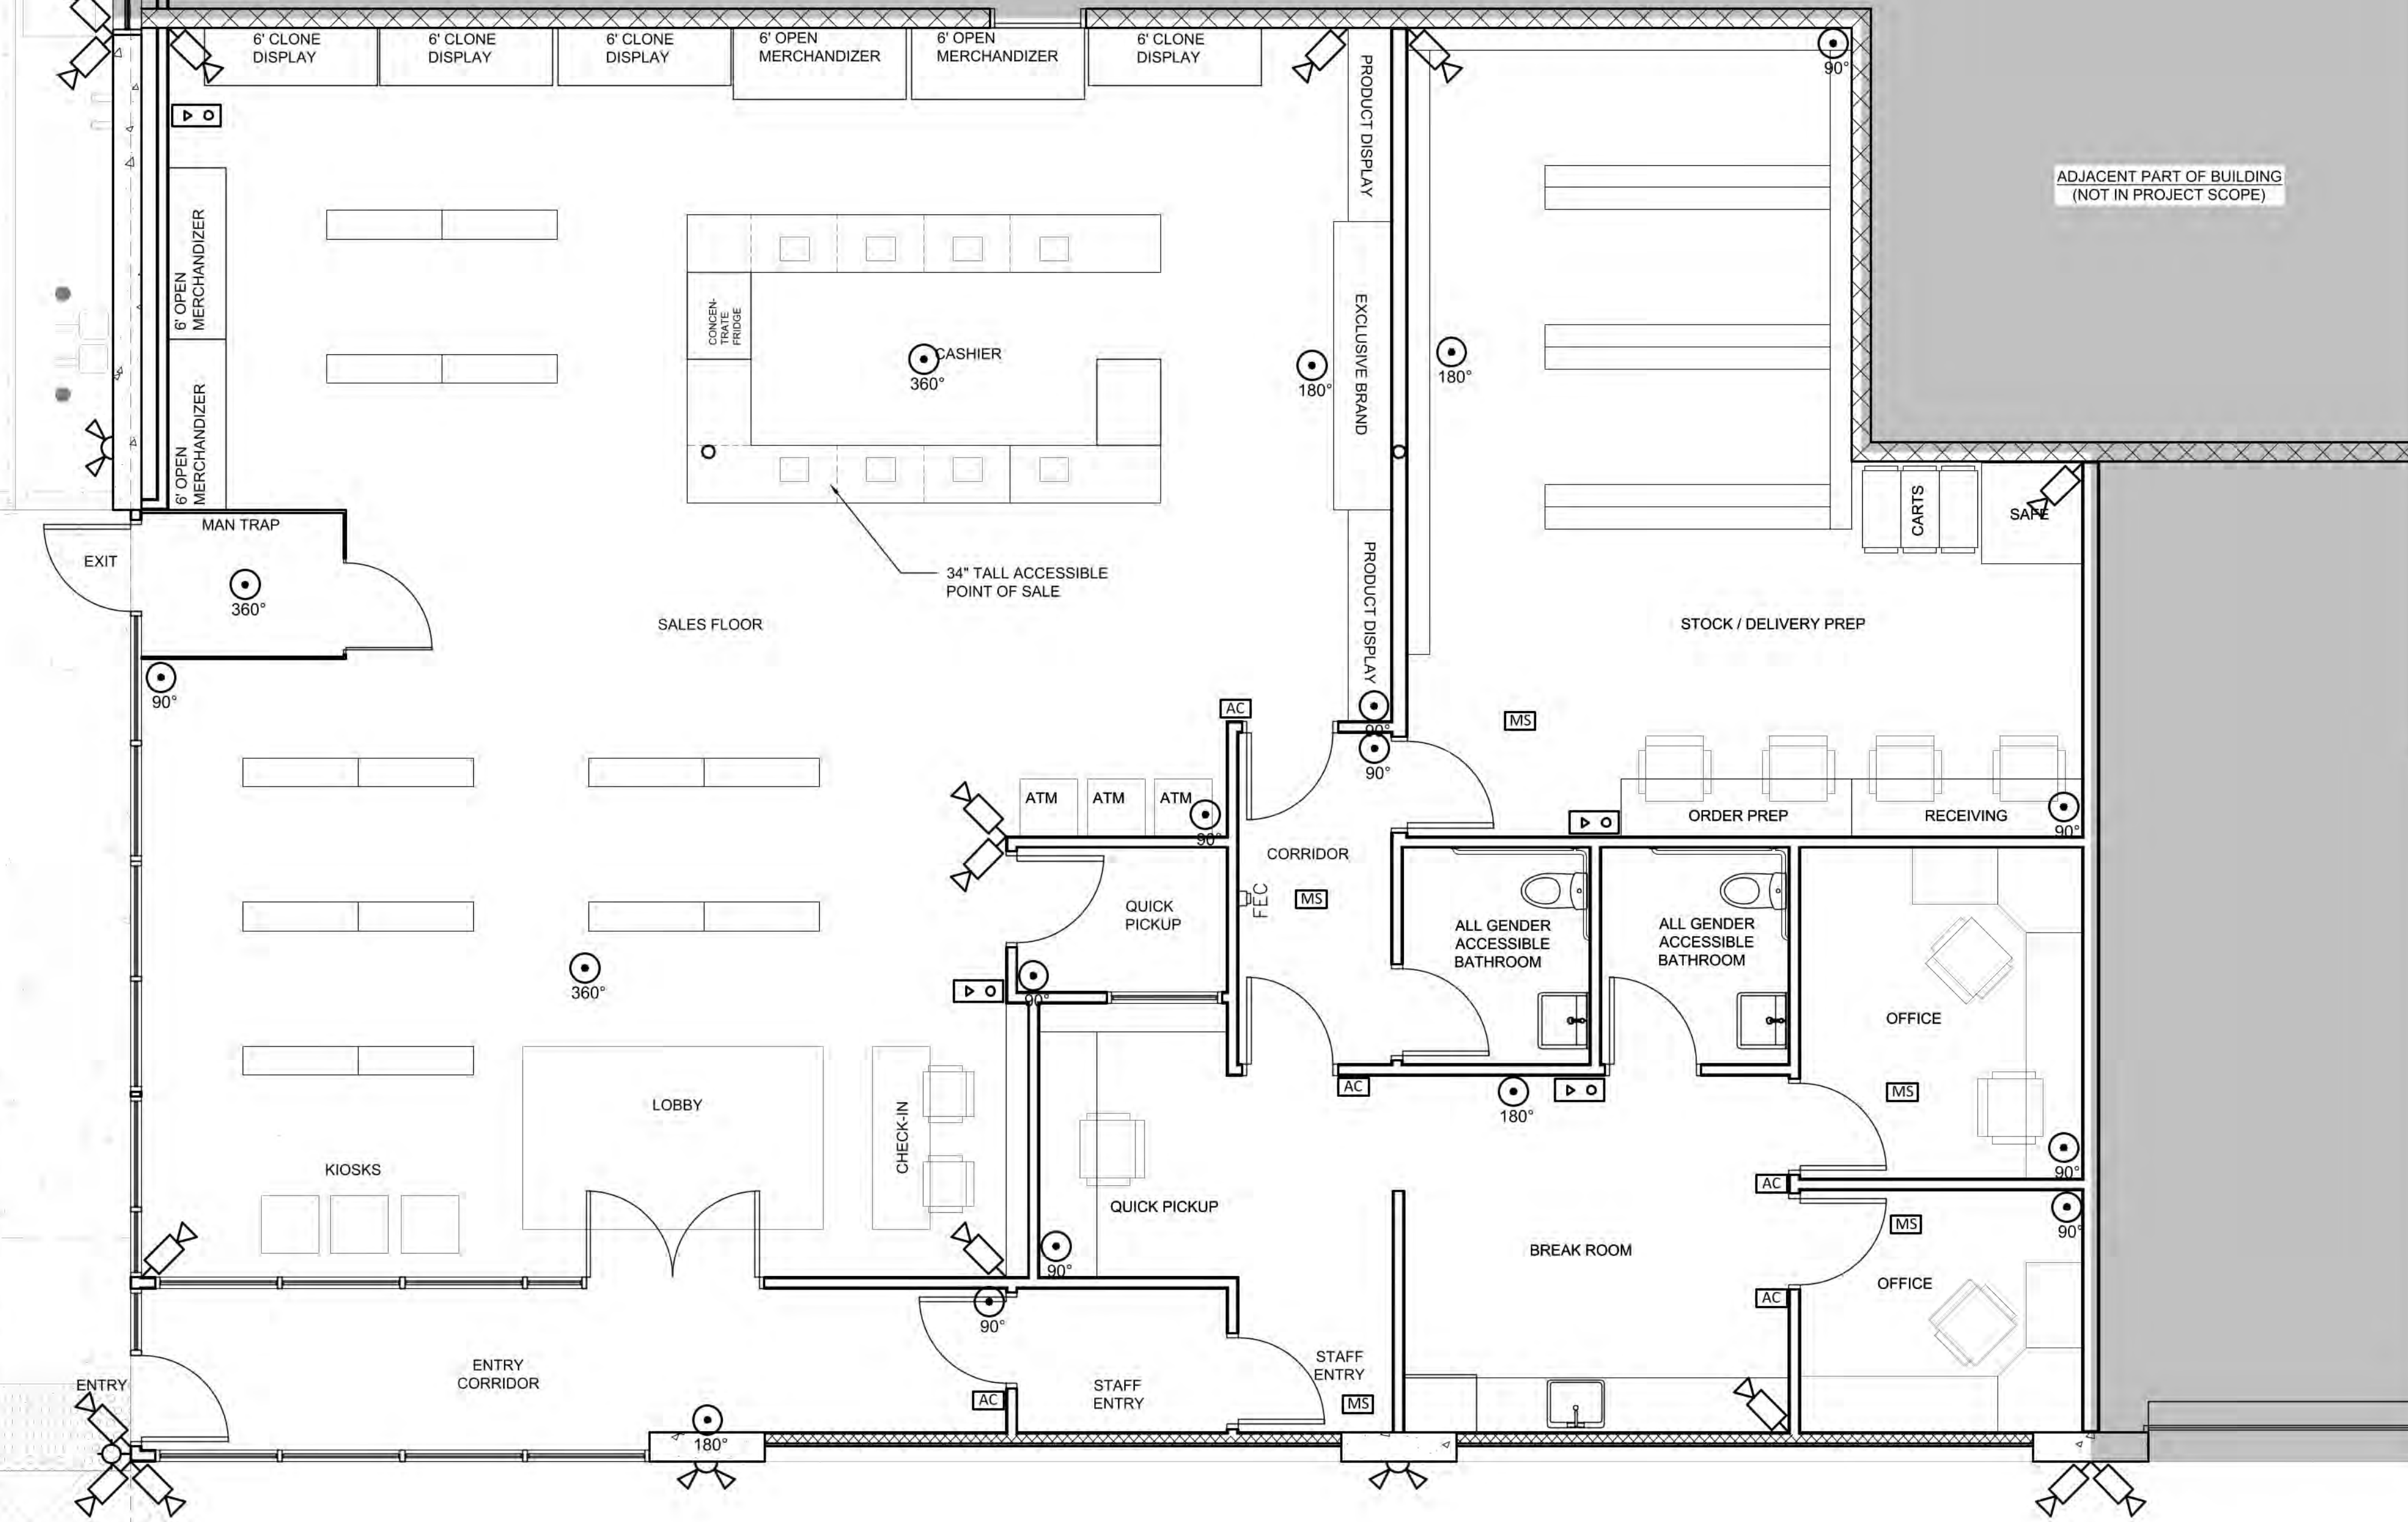 6' CLONE
DISPLAY
6' CLONE
DISPLAY
6' CLONE
DISPLAY
6' OPEN
MERCHANDIZER
6' OPEN
MERCHANDIZER
6' CLONE
DISPLAY
PRODUCT DISPLAY
90°
ADJACENT PART OF BUILDING
(NOT IN PROJECT SCOPE)
6' OPEN
MERCHANDIZER
6' OPEN
MERCHANDIZER
CONCEN-
TRATE
FRIDGE
CASHIER
360°
180°
EXCLUSIVE BRAND
180°
MAN TRAP
EXIT
360°
34" TALL ACCESSIBLE
POINT OF SALE
PRODUCT DISPLAY
CARTS
SAFE
SALES FLOOR
STOCK / DELIVERY PREP
90°
AC
90°
90°
MS
ATM
ATM
ATM
90°
ORDER PREP
RECEIVING
90°
CORRIDOR
FEC
MS
QUICK
PICKUP
90°
ALL GENDER
ACCESSIBLE
BATHROOM
ALL GENDER
ACCESSIBLE
BATHROOM
360°
OFFICE
MS
90°
LOBBY
CHECK-IN
KIOSKS
AC
180°
QUICK PICKUP
90°
BREAK ROOM
AC
MS
90°
OFFICE
AC
90°
ENTRY
ENTRY
CORRIDOR
180°
AC
STAFF
ENTRY
STAFF
ENTRY
MS